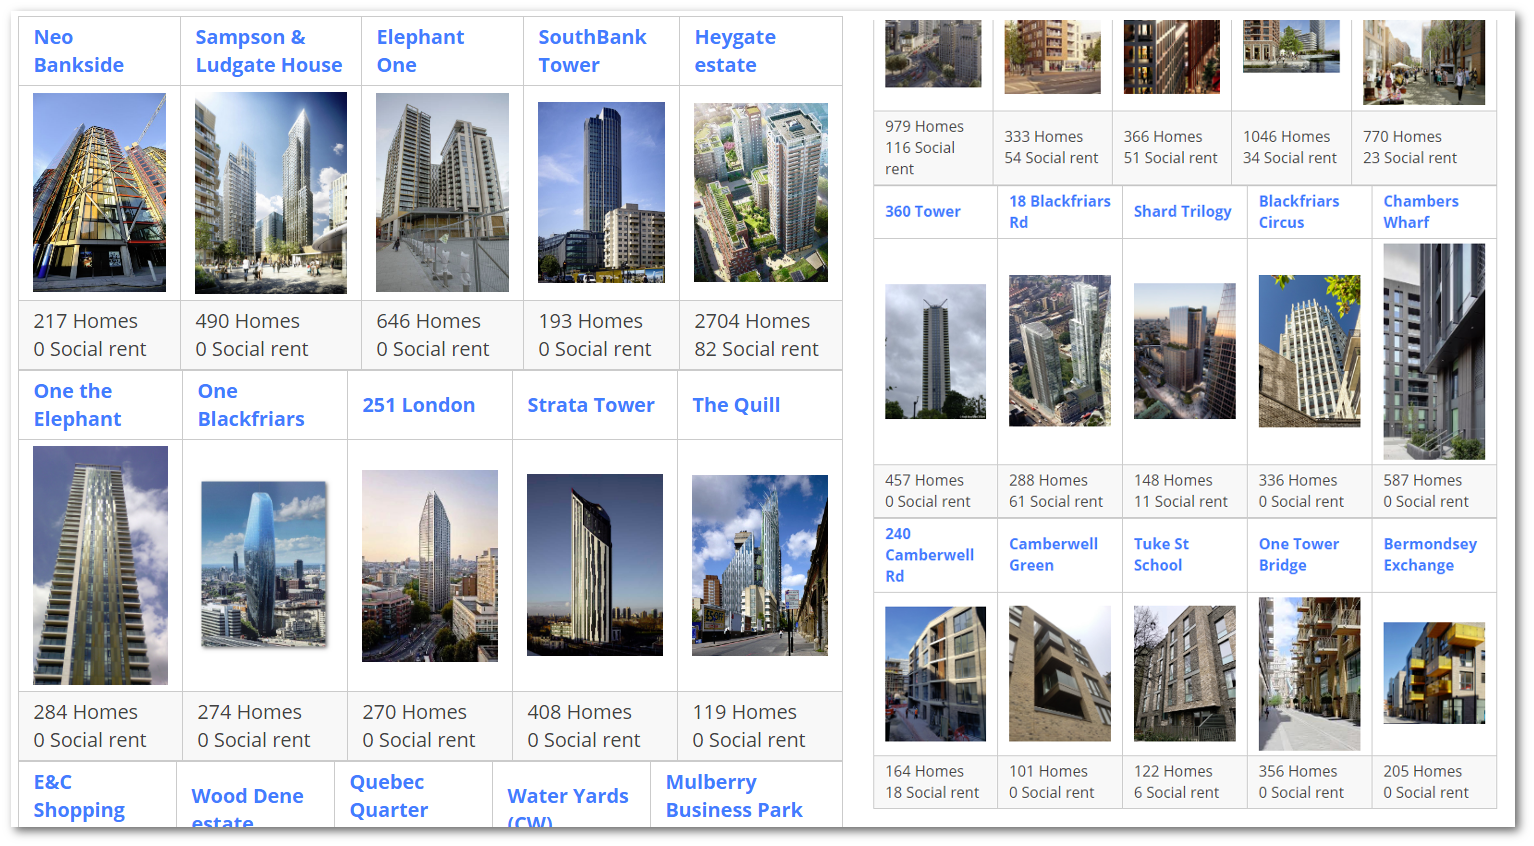 Neo
Bankside
Sampson &
Ludgate House
Elephant
One
SouthBank
Tower
Heygate
estate
217 Homes
0 Social rent
490 Homes
0 Social rent
646 Homes
0 Social rent
193 Homes
0 Social rent
2704 Homes
82 Social rent
One the
Elephant
One
Blackfriars
251 London
Strata Tower
The Quill
284 Homes
0 Social rent
274 Homes
0 Social rent
270 Homes
0 Social rent
408 Homes
0 Social rent
119 Homes
0 Social rent
E&C
Shopping
Wood Dene
estate
Quebec
Quarter
Water Yards
(CW)
Mulberry
Business Park
979 Homes
116 Social
rent
333 Homes
54 Social rent
366 Homes
51 Social rent
1046 Homes
34 Social rent
770 Homes
23 Social rent
360 Tower
18 Blackfriars
Rd
Shard Trilogy
Blackfriars
Circus
Chambers
Wharf
457 Homes
0 Social rent
288 Homes
61 Social rent
148 Homes
11 Social rent
336 Homes
0 Social rent
587 Homes
0 Social rent
240
Camberwell
Rd
Camberwell
Green
Tuke St
School
One Tower
Bridge
Bermondsey
Exchange
164 Homes
18 Social rent
101 Homes
0 Social rent
122 Homes
6 Social rent
356 Homes
0 Social rent
205 Homes
0 Social rent